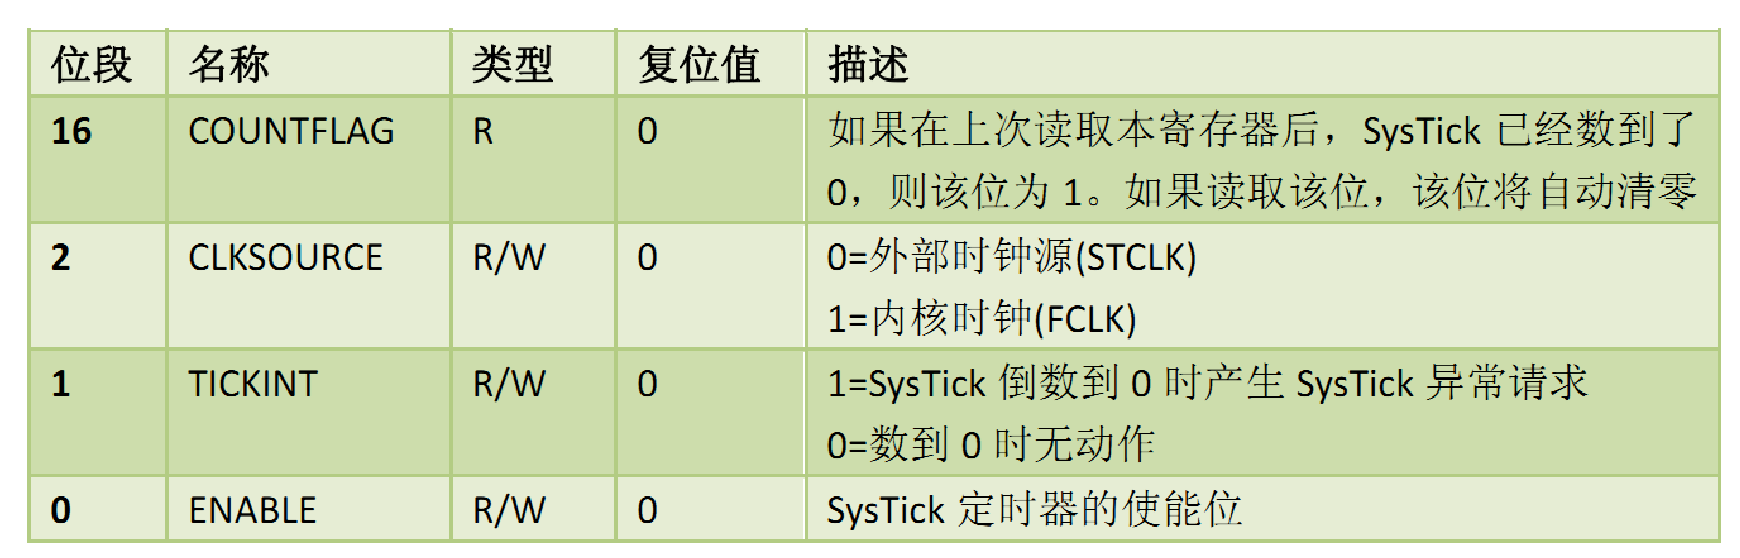 位段 名称 类型 复位值 描述
16 COUNTFLAG R 0 如果在上次读取本寄存器后，SysTick 已经数到了
0，则该位为 1。如果读取该位，该位将自动清零
2 CLKSOURCE R/W 0 0=外部时钟源(STCLK)
1=内核时钟(FCLK)
1 TICKINT R/W 0 1=SysTick 倒数到 0 时产生 SysTick 异常请求
0=数到 0 时无动作
0 ENABLE R/W 0 SysTick 定时器的使能位